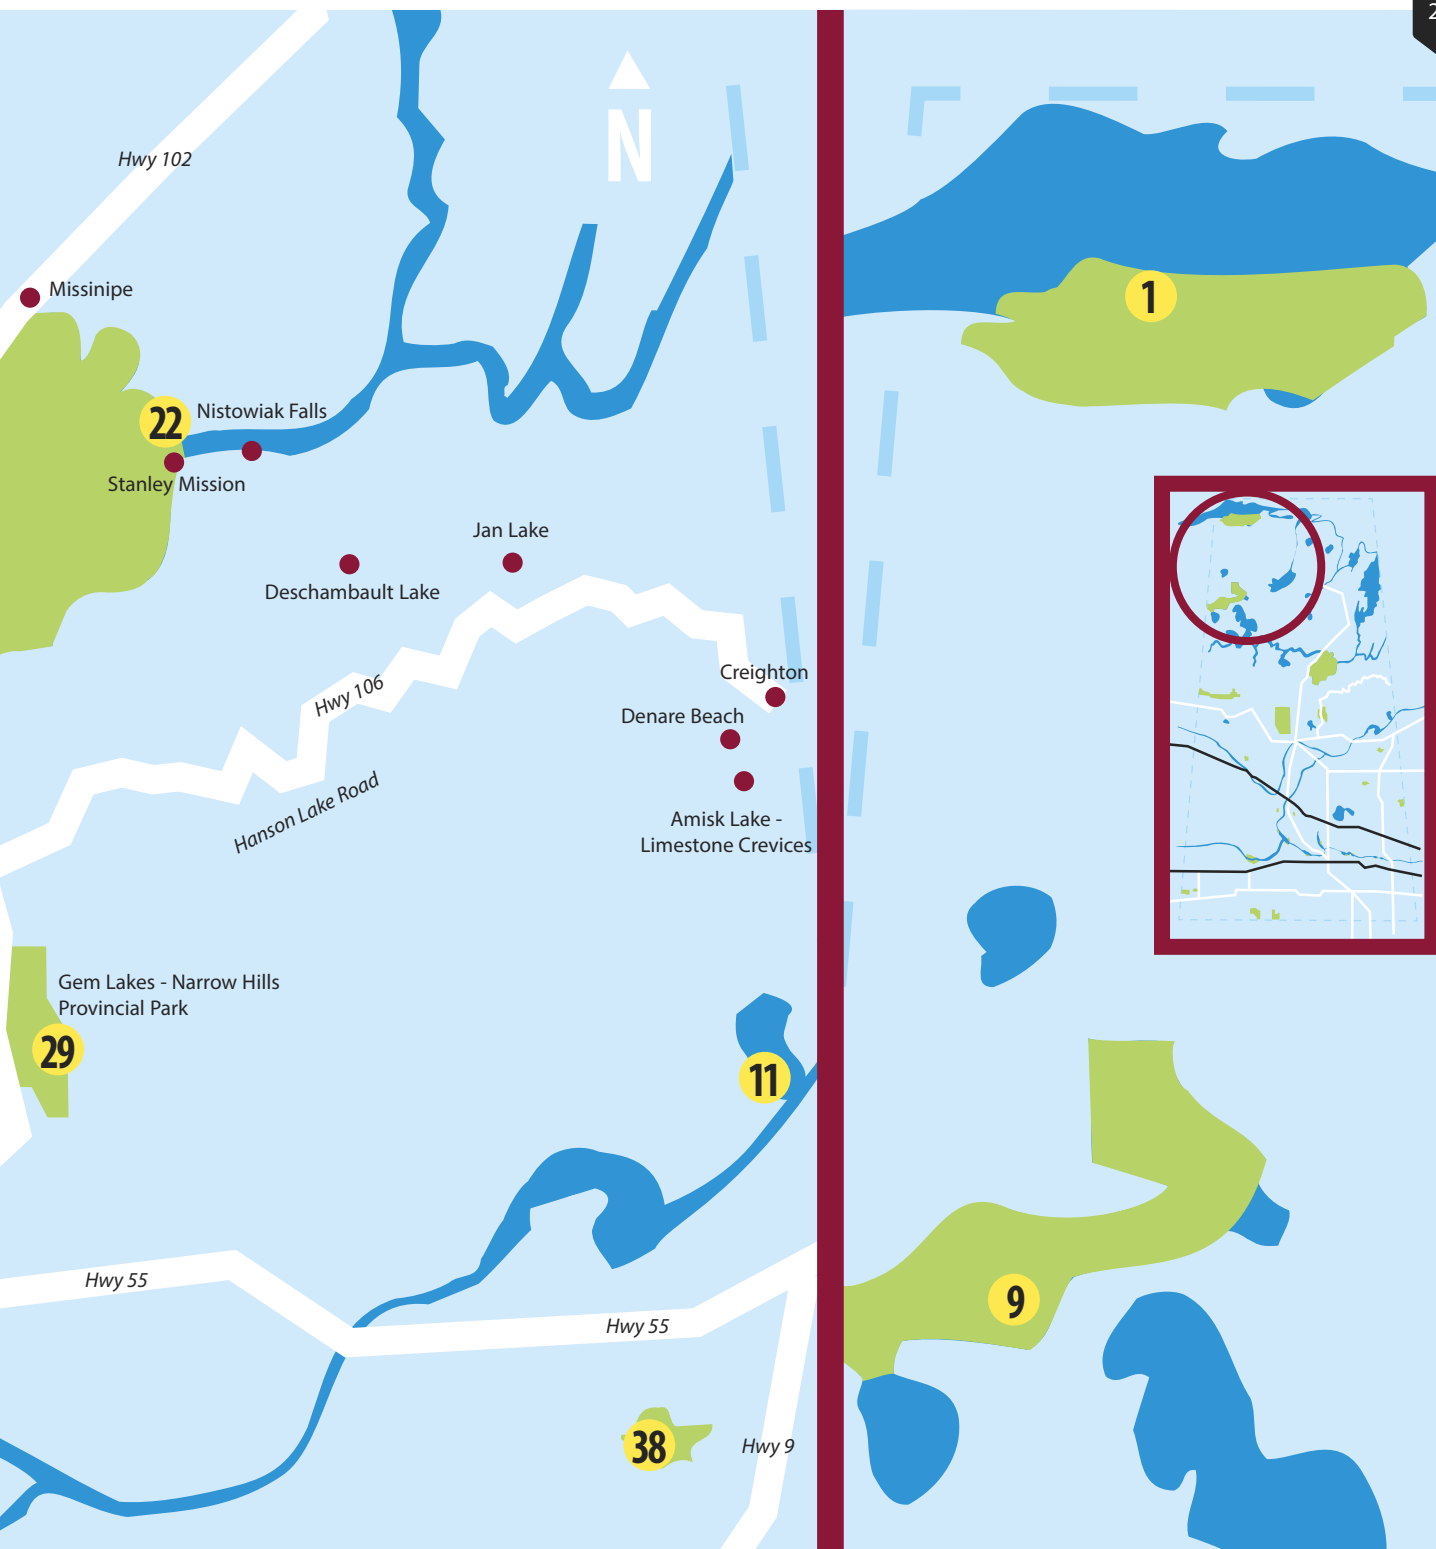 2
N
Hwy 102
Missinipe
22
Nistowiak Falls
Stanley Mission
Jan Lake
Deschambault Lake
Hwy 106
Hanson Lake Road
Creighton
Denare Beach
Amisk Lake -
Limestone Crevices
Gem Lakes - Narrow Hills
Provincial Park
29
11
Hwy 55
Hwy 55
38
Hwy 9
1
9